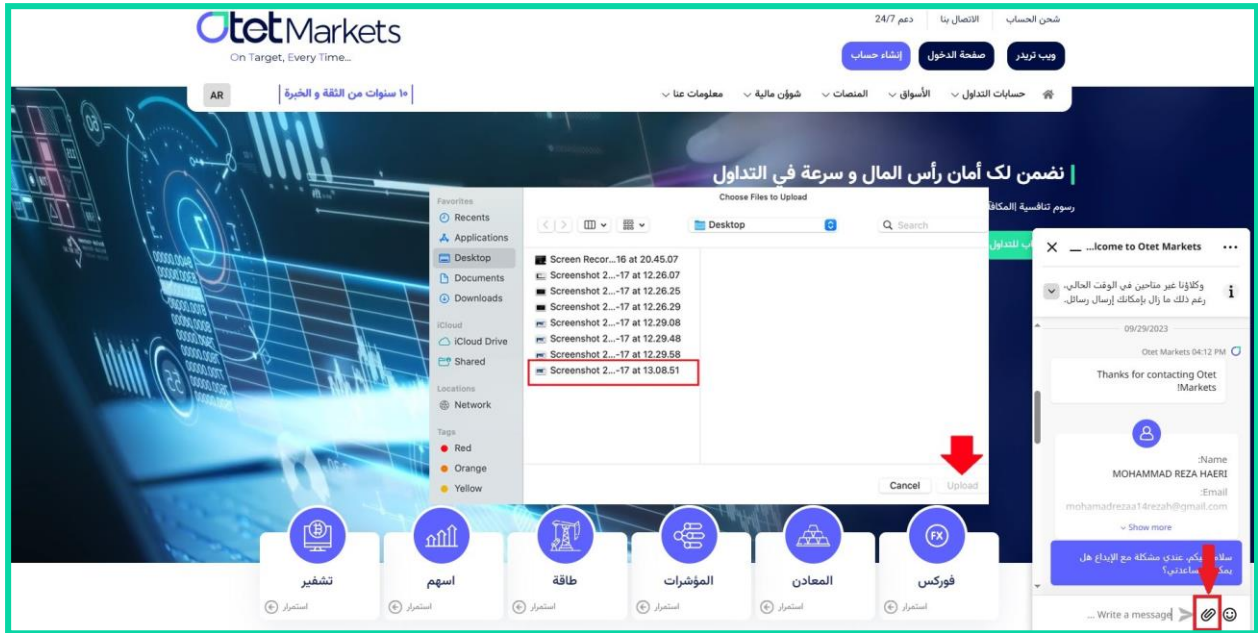 Otet Markets
On Target, Every Time...
شحن الحساب
الاتصال بنا
دعم 24/7
ويب تريدر
صفحة الدخول
إنشاء حساب
حسابات التداول
الأسواق
المنصات
شوؤن مالية
معلومات عنا
١٠ سنوات من الثقة و الخبرة
AR
نضمن لک أمان رأس المال و سرعة في التداول
رسوم تنافسية |المكافآ
ب للتداول
Choose Files to Upload
Favorites
Recents
Applications
Desktop
Documents
Downloads
iCloud
iCloud Drive
Shared
Locations
Network
Tags
Red
Orange
Yellow
Desktop
Search
Screen Recor...16 at 20.45.07
Screenshot 2...-17 at 12.26.07
Screenshot 2...-17 at 12.26.25
Screenshot 2...-17 at 12.26.29
Screenshot 2...-17 at 12.29.08
Screenshot 2...-17 at 12.29.48
Screenshot 2...-17 at 12.29.58
Screenshot 2...-17 at 13.08.51
Cancel
Upload
...lcome to Otet Markets
وكلاؤنا غير متاحين في الوقت الحالي.
رغم ذلك ما زال بإمكانك إرسال رسائل.
09/29/2023
Otet Markets 04:12 PM
Thanks for contacting Otet
!Markets
:Name
MOHAMMAD REZA HAERI
:Email
mohamadrezaa14rezah@gmail.com
Show more
عندي مشكلة مع الإيداع هل
Write a message ...
فوركس
المعادن
المؤشرات
طاقة
اسهم
تشفير
استمرار
استمرار
استمرار
استمرار
استمرار
استمرار